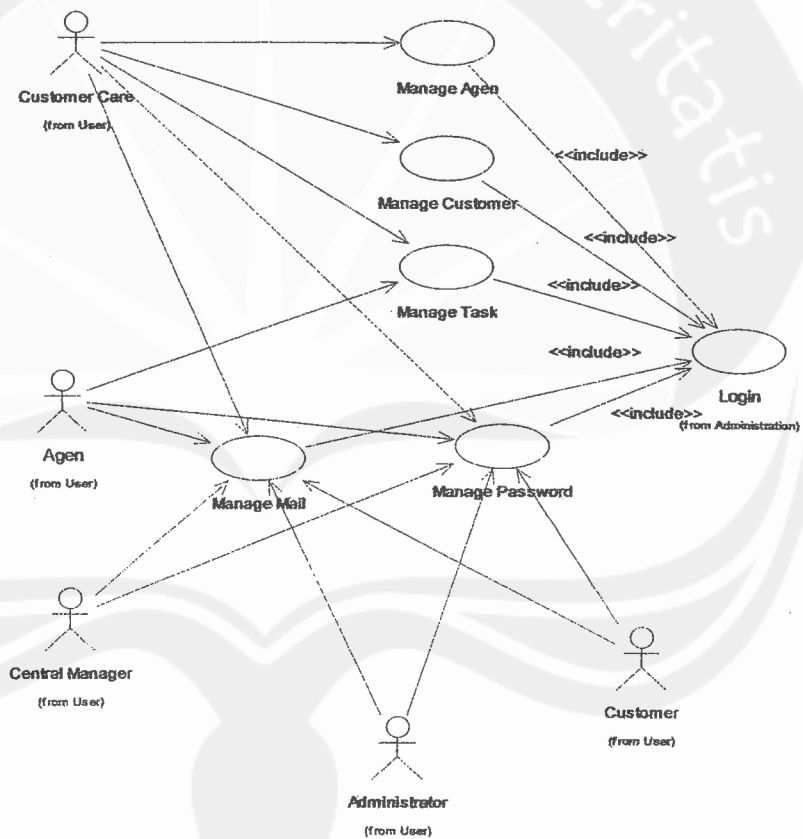 Customer Care
(from User)
Manage Agen
<<include>>
Manage Customer
<<include>>
<<include>>
Manage Task
<<include>>
Login
(from Administration)
<<include>>
Agen
(from User)
Manage Mail
Manage Password
Central Manager
(from User)
Customer
(from User)
Administrator
(from User)
eritatis